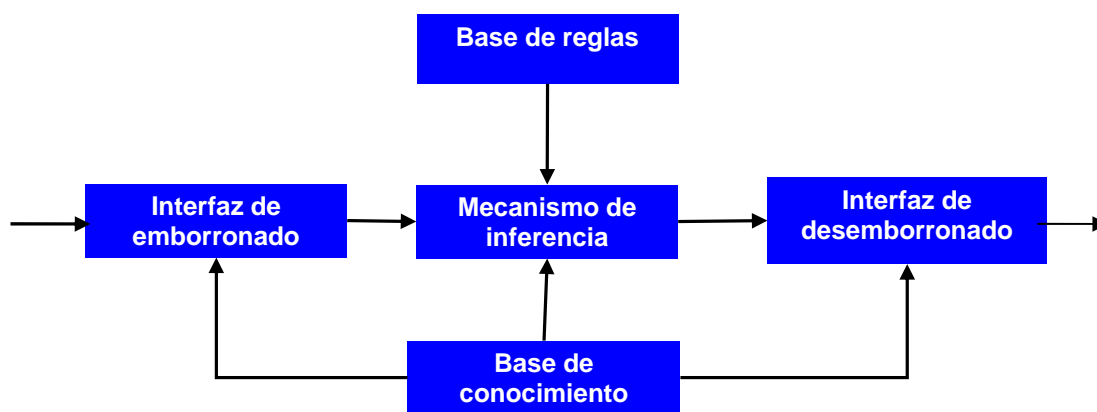 Base de reglas
Interfaz de
emborronado
Mecanismo de
inferencia
Interfaz de
desemborronado
Base de
conocimiento